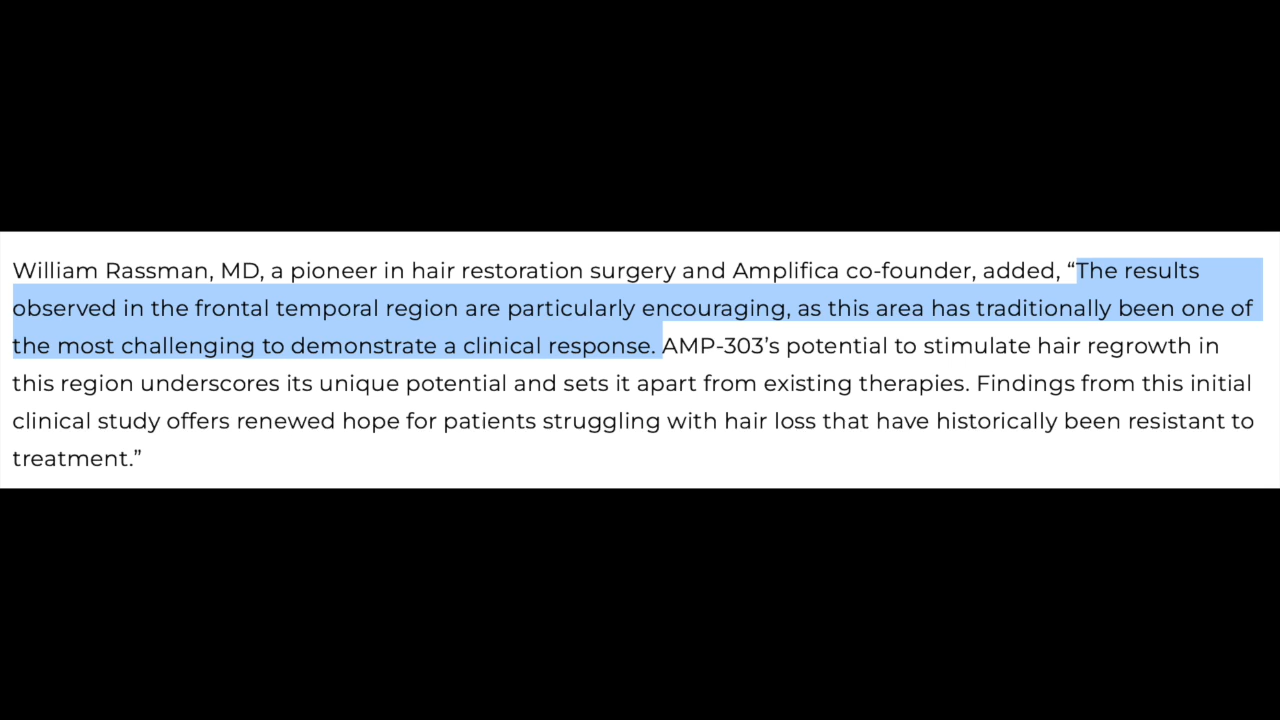 William Rassman, MD, a pioneer in hair restoration surgery and Amplifica co-founder, added, “The results
observed in the frontal temporal region are particularly encouraging, as this area has traditionally been one of
the most challenging to demonstrate a clinical response. AMP-303’s potential to stimulate hair regrowth in
this region underscores its unique potential and sets it apart from existing therapies. Findings from this initial
clinical study offers renewed hope for patients struggling with hair loss that have historically been resistant to
treatment.”